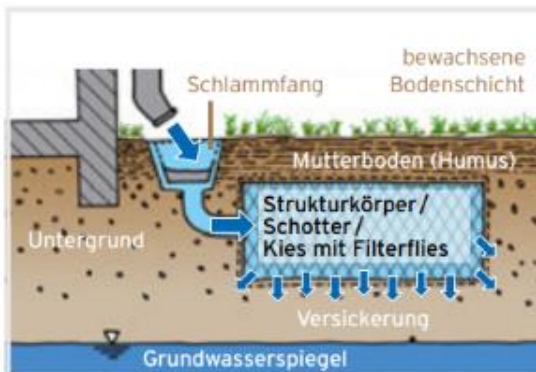 bewachsene
Bodenschicht
Schlammfang
Mutterboden (Humus)
Strukturkörper/
Schotter/
Kies mit Filterflies
Untergrund
Versickerung
Grundwasserspiegel